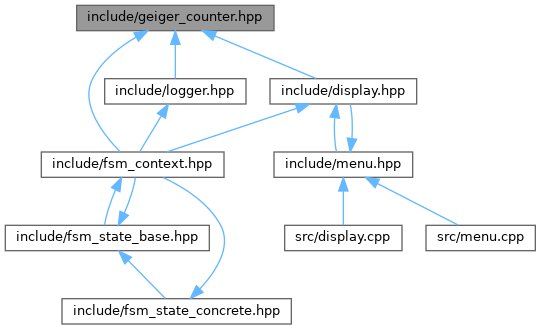 include/geiger_counter.hpp
include/logger.hpp
include/display.hpp
include/fsm_context.hpp
include/menu.hpp
include/fsm_state_base.hpp
src/display.cpp
src/menu.cpp
include/fsm_state_concrete.hpp